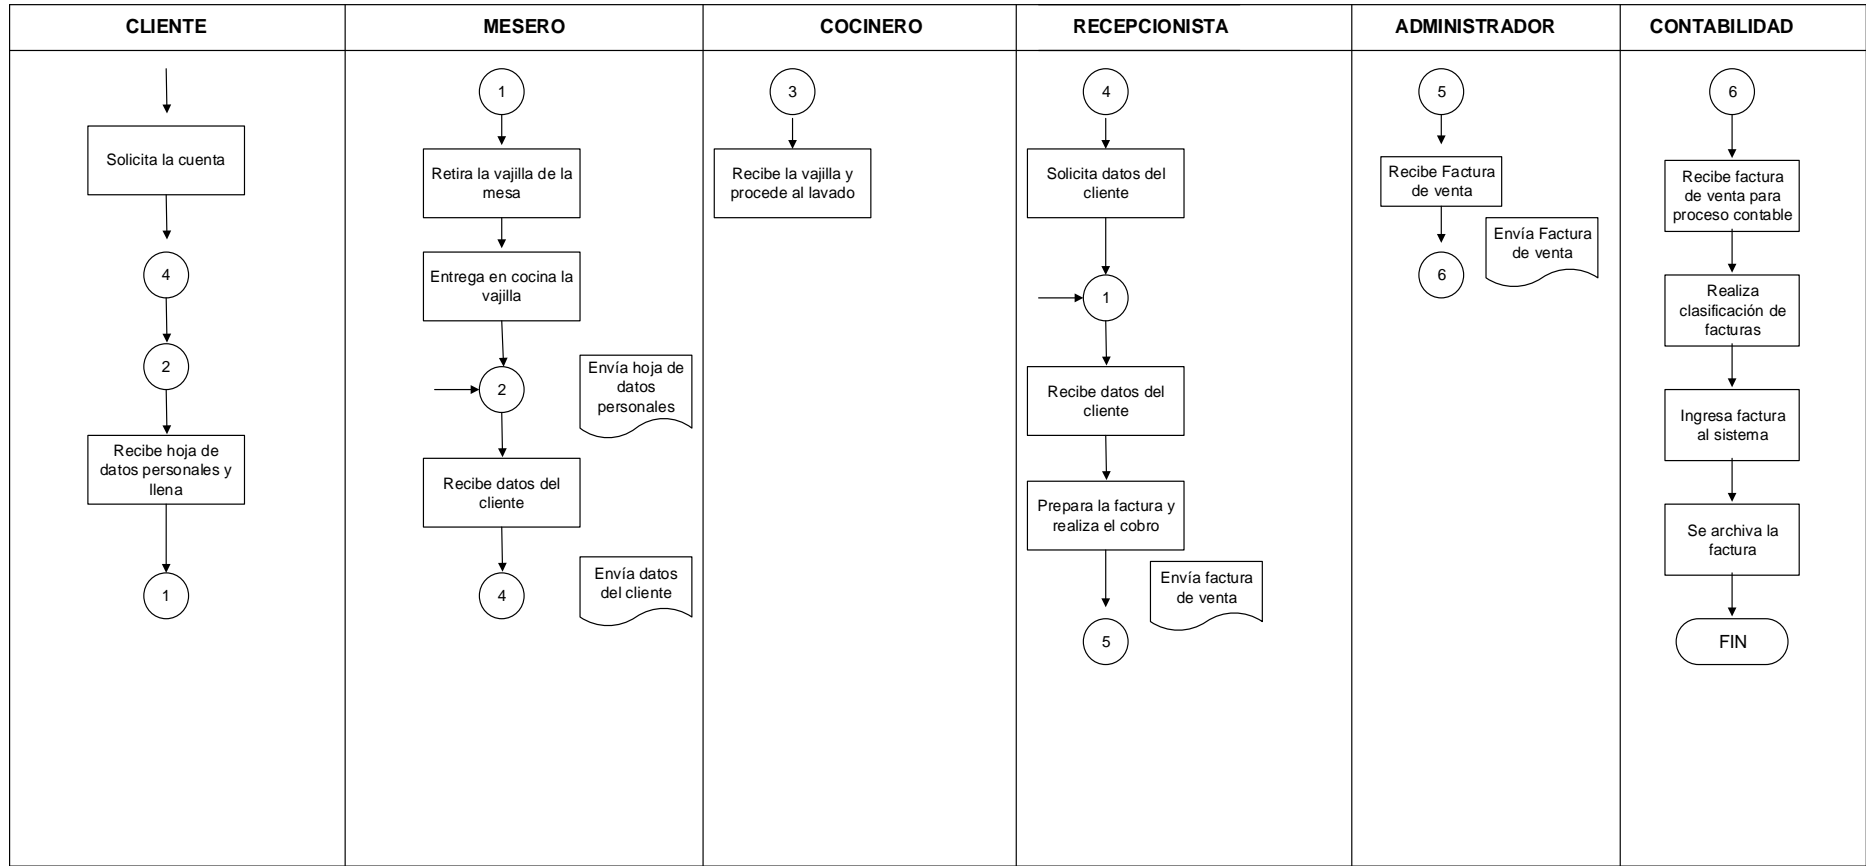 CLIENTE
MESERO
COCINERO
RECEPCIONISTA
ADMINISTRADOR
CONTABILIDAD
Solicita la cuenta
4
2
Recibe hoja de
datos personales y
llena
1
1
Retira la vajilla de la
mesa
Entrega en cocina la
vajilla
2
Envía hoja de
datos
personales
Recibe datos del
cliente
4
Envía datos
del cliente
3
Recibe la vajilla y
procede al lavado
4
Solicita datos del
cliente
1
Recibe datos del
cliente
Prepara la factura y
realiza el cobro
Envía factura
de venta
5
5
Recibe Factura
de venta
Envía Factura
de venta
6
6
Recibe factura
de venta para
proceso contable
Realiza
clasificación de
facturas
Ingresa factura
al sistema
Se archiva la
factura
FIN